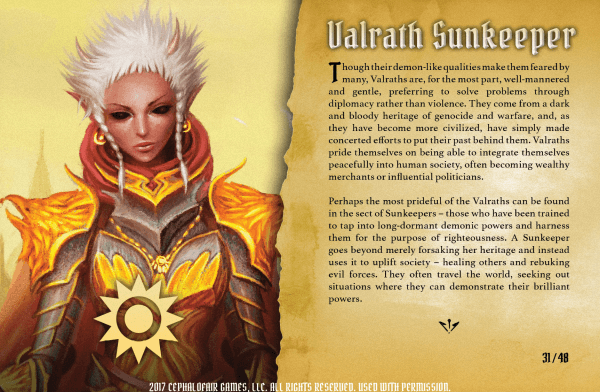 Valrath Sunkeeper
Though their demon-like qualities make them feared by
many, Valraths are, for the most part, well-mannered
and gentle, preferring to solve problems through
diplomacy rather than violence. They come from a dark
and bloody heritage of genocide and warfare, and, as
they have become more civilized, have simply made
concerted efforts to put their past behind them. Valraths
pride themselves on being able to integrate themselves
peacefully into human society, often becoming wealthy
merchants or influential politicians.
Perhaps the most prideful of the Valraths can be found
in the sect of Sunkeepers – those who have been trained
to tap into long-dormant demonic powers and harness
them for the purpose of righteousness. A Sunkeeper
goes beyond merely forsaking her heritage and instead
uses it to uplift society – healing others and rebuking
evil forces. They often travel the world, seeking out
situations where they can demonstrate their brilliant
powers.
31/48
2017 CEPHALOFAIR GAMES, LLC. ALL RIGHTS RESERVED. USED WITH PERMISSION.